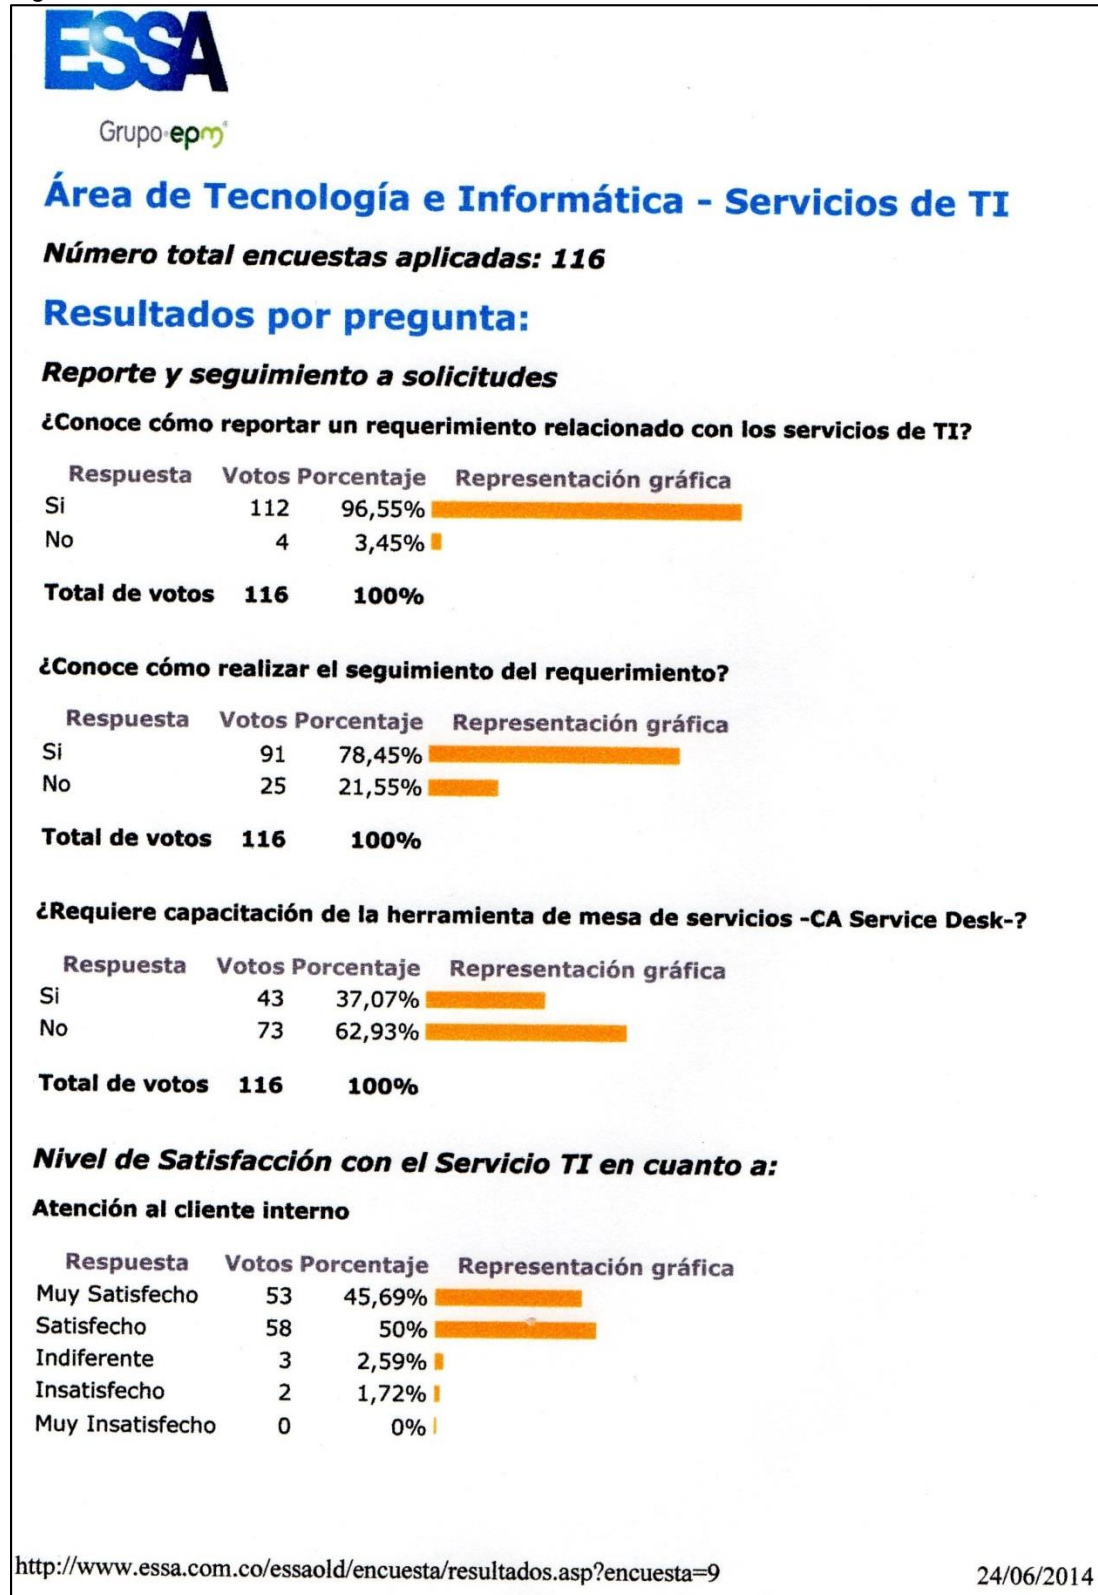 ESSA
Grupo epm
Área de Tecnología e Informática - Servicios de TI
Número total encuestas aplicadas: 116
Resultados por pregunta:
Reporte y seguimiento a solicitudes
¿Conoce cómo reportar un requerimiento relacionado con los servicios de TI?
Respuesta Votos Porcentaje Representación gráfica
Si 112 96,55%
No 4 3,45%
Total de votos 116 100%
¿Conoce cómo realizar el seguimiento del requerimiento?
Respuesta Votos Porcentaje Representación gráfica
Si 91 78,45%
No 25 21,55%
Total de votos 116 100%
¿Requiere capacitación de la herramienta de mesa de servicios -CA Service Desk-?
Respuesta Votos Porcentaje Representación gráfica
Si 43 37,07%
No 73 62,93%
Total de votos 116 100%
Nivel de Satisfacción con el Servicio TI en cuanto a:
Atención al cliente interno
Respuesta Votos Porcentaje Representación gráfica
Muy Satisfecho 53 45,69%
Satisfecho 58 50%
Indiferente 3 2,59%
Insatisfecho 2 1,72%
Muy Insatisfecho 0 0%
http://www.essa.com.co/essaold/encuesta/resultados.asp?encuesta=9 24/06/2014